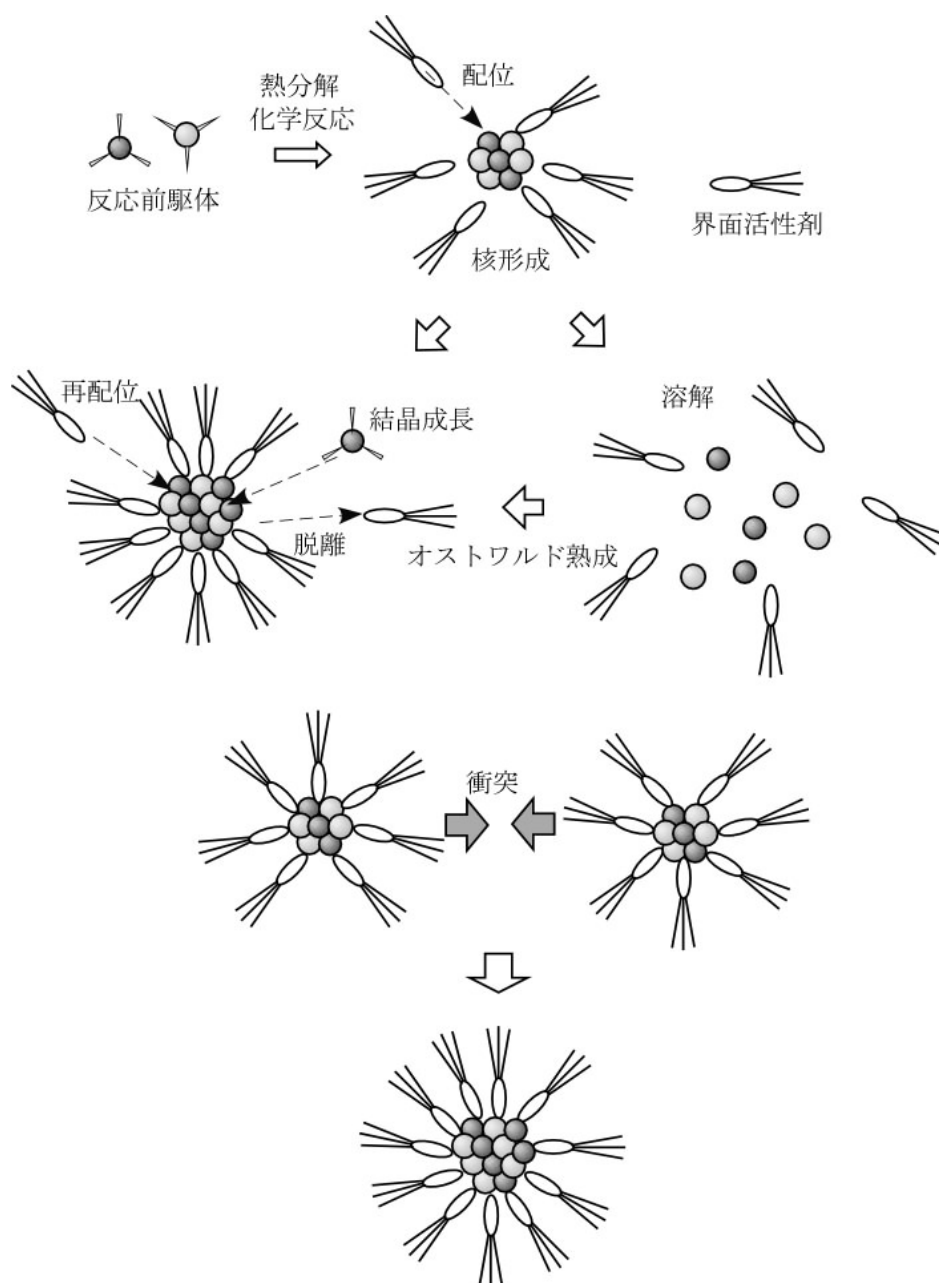 熱分解
化学反応
配位
反応前駆体
界面活性剤
核形成
再配位
結晶成長
溶解
脱離
オストワルド熟成
衝突